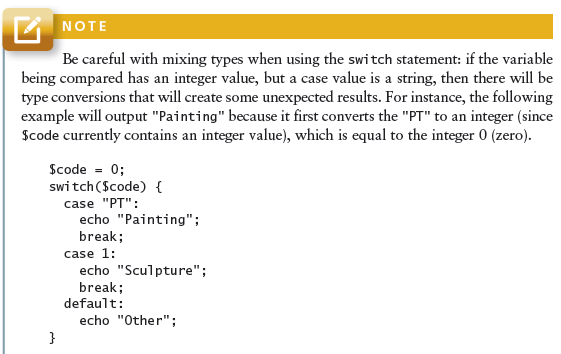 NOTE
Be careful with mixing types when using the switch statement: if the variable
being compared has an integer value, but a case value is a string, then there will be
type conversions that will create some unexpected results. For instance, the following
example will output "Painting" because it first converts the "PT" to an integer (since
$code currently contains an integer value), which is equal to the integer 0 (zero).
$code = 0;
switch($code) {
case "PT":
echo "Painting";
break;
case 1:
echo "Sculpture";
break;
default:
echo "Other";
}